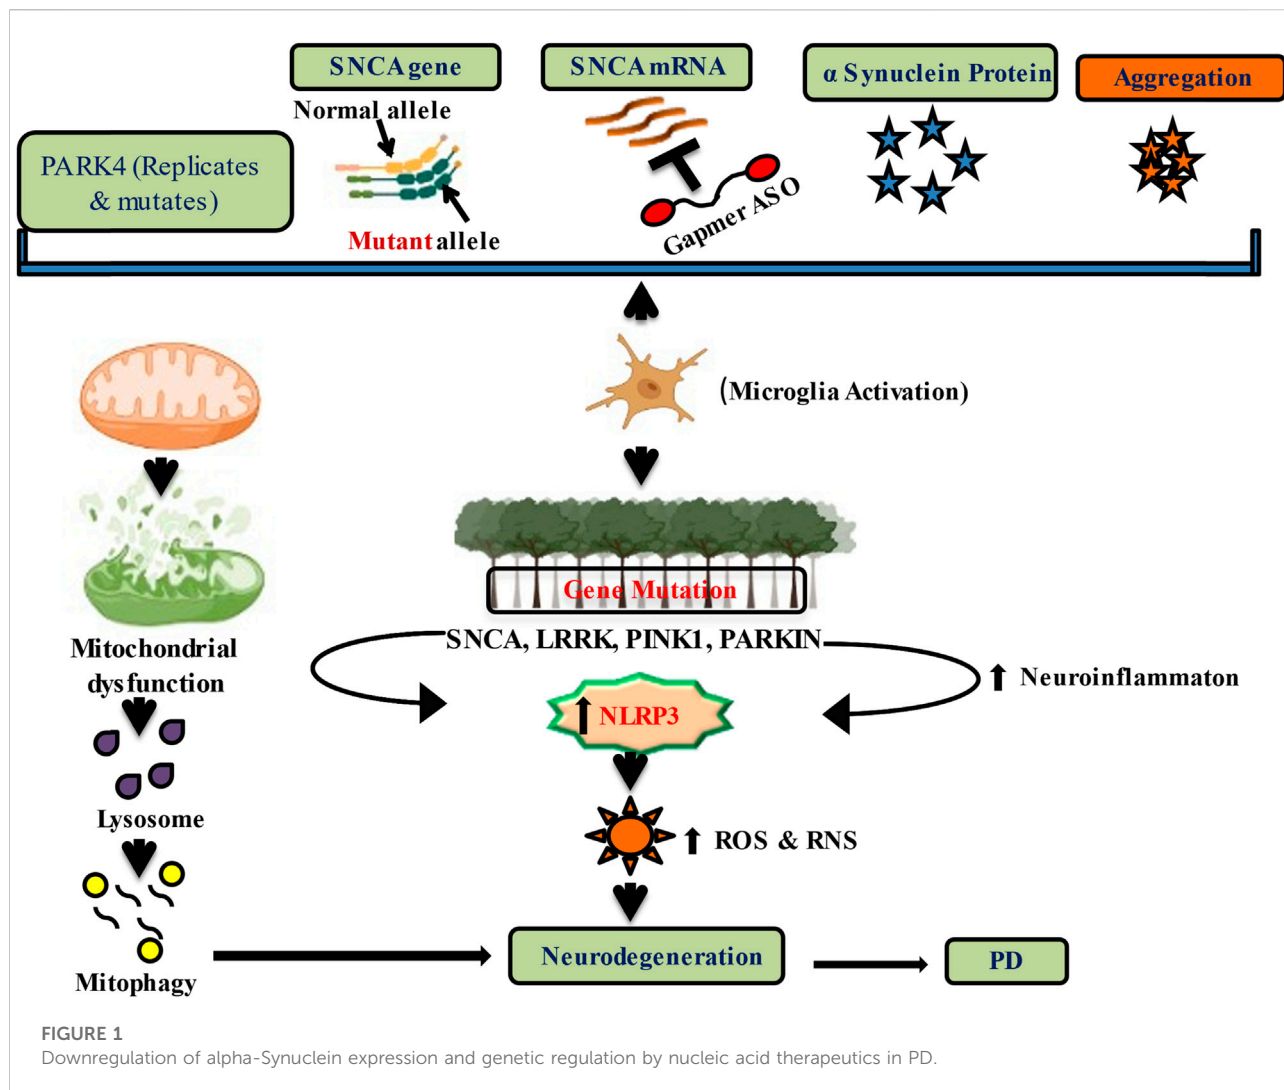 SNCA gene
SNCA mRNA
α Synuclein Protein
Aggregation
Normal allele
PARK4 (Replicates
& mutates)
Mutant allele
Gapmer ASO
(Microglia Activation)
Gene Mutation
SNCA, LRRK, PINK1, PARKIN
Mitochondrial
dysfunction
Neuroinflammaton
NLRP3
Lysosome
ROS & RNS
Mitophagy
Neurodegeneration
PD
FIGURE 1
Downregulation of alpha-Synuclein expression and genetic regulation by nucleic acid therapeutics in PD.